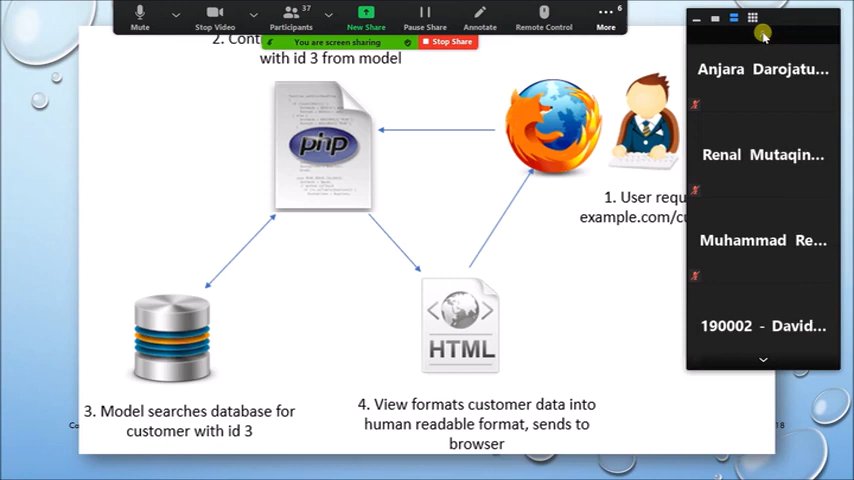 Mute
Stop Video
Participants
37
New Share
Pause Share
Annotate
Remote Control
More
6
You are screen sharing
Stop Share
2. Cont
with id 3 from model
php
1. User requ
example.com/cu
HTML
3. Model searches database for
customer with id 3
4. View formats customer data into
human readable format, sends to
browser
Co
18
Anjara Darojatu...
Renal Mutaqin...
Muhammad Re...
190002 - David...